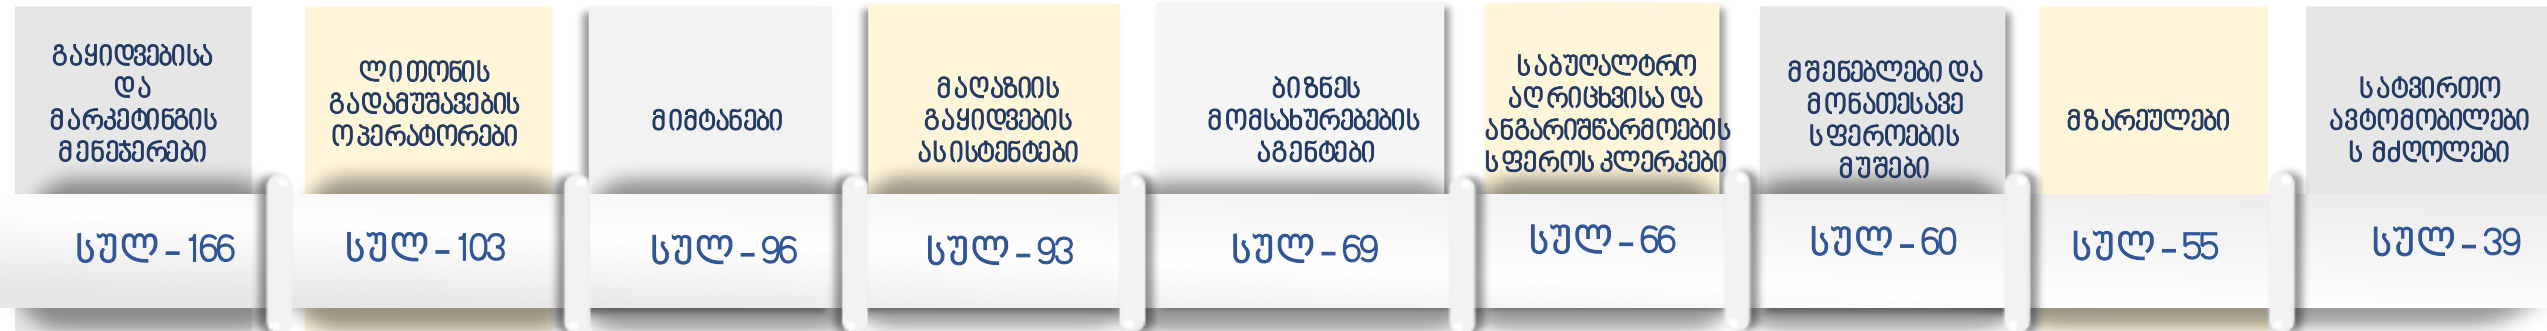 გაყიდვებისა
და
მარკეტინგის
მენეჯერები
სულ – 166
ლითონის
გადამუშავების
ოპერატორები
სულ – 103
მიმტანები
სულ – 96
მაღაზიის
გაყიდვების
ასისტენტები
სულ – 93
ბიზნეს
მომსახურებების
აგენტები
სულ – 69
საბუღალტრო
აღრიცხვისა და
ანგარიშწარმოების
სფეროს კლერკები
სულ – 66
მშენებლები და
მონათესავე
სფეროების
მუშები
სულ – 60
მზარეულები
სულ – 55
სატვირთო
ავტომობილები
ს მძღოლები
სულ – 39